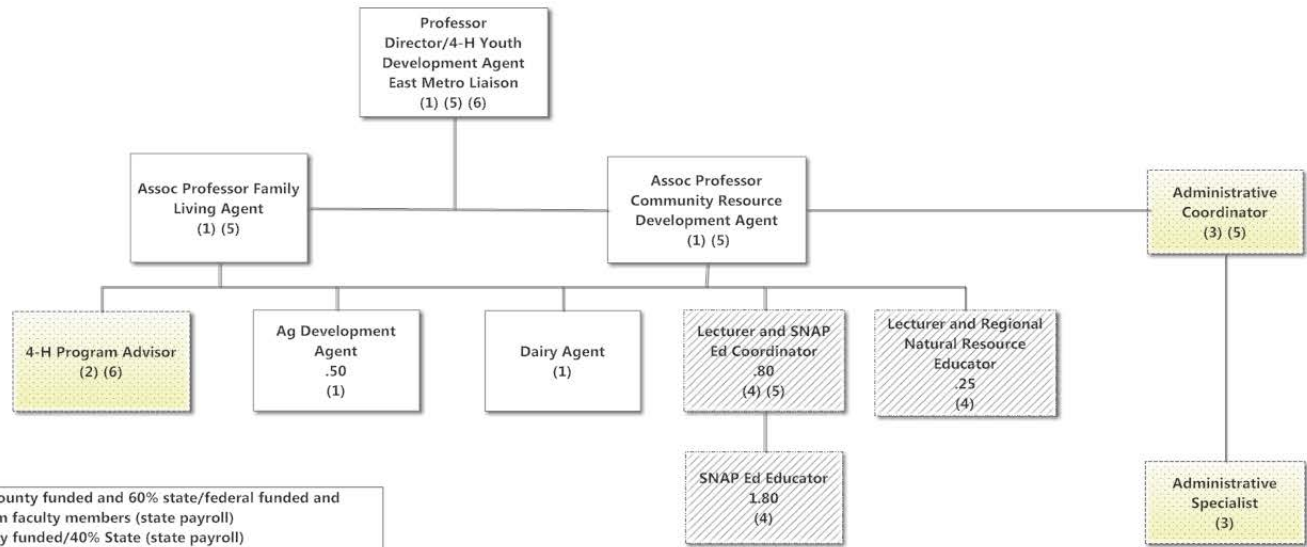 Professor
Director/4-H Youth
Development Agent
East Metro Liaison
(1) (5) (6)
Assoc Professor Family
Living Agent
(1) (5)
Assoc Professor
Community Resource
Development Agent
(1) (5)
Administrative
Coordinator
(3) (5)
4-H Program Advisor
(2) (6)
Ag Development
Agent
.50
(1)
Dairy Agent
(1)
Lecturer and SNAP
Ed Coordinator
.80
(4) (5)
Lecturer and Regional
Natural Resource
Educator
.25
(4)
SNAP Ed Educator
1.80
(4)
Administrative
Specialist
(3)
ounty funded and 60% state/federal funded and
n faculty members (state payroll)
y funded/40% State (state payroll)